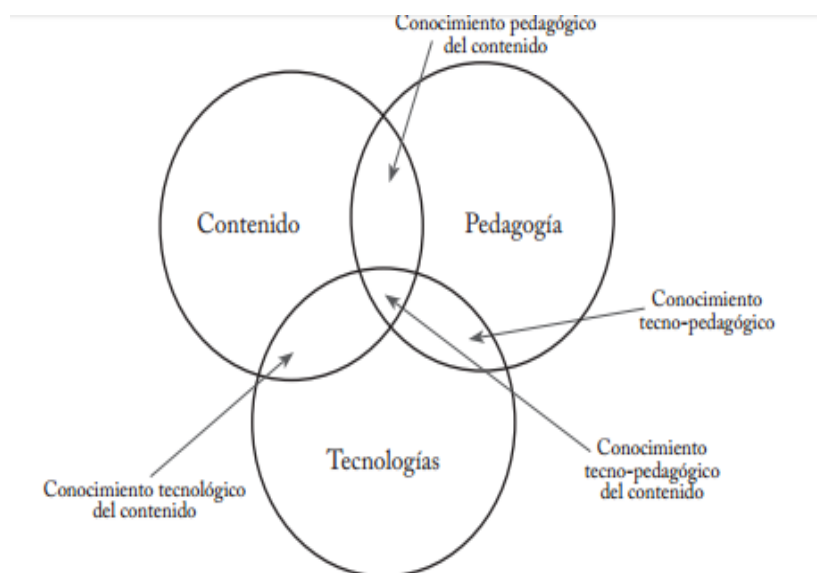 Conocimiento pedagógico
del contenido
Contenido
Pedagogía
Conocimiento
tecno-pedagógico
Tecnologías
Conocimiento
tecno-pedagógico
del contenido
Conocimiento tecnológico
del contenido